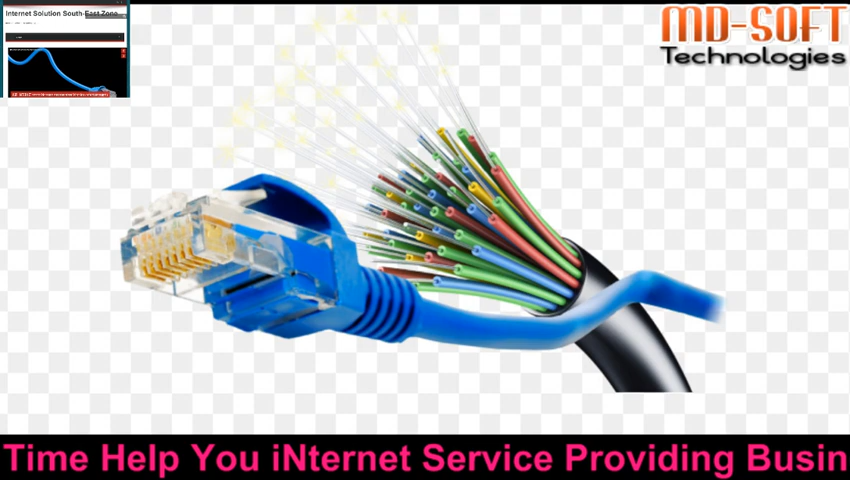 Internet Solution South-East Zone
MD-SOFT
Technologies
Time Help You iNternet Service Providing Busin